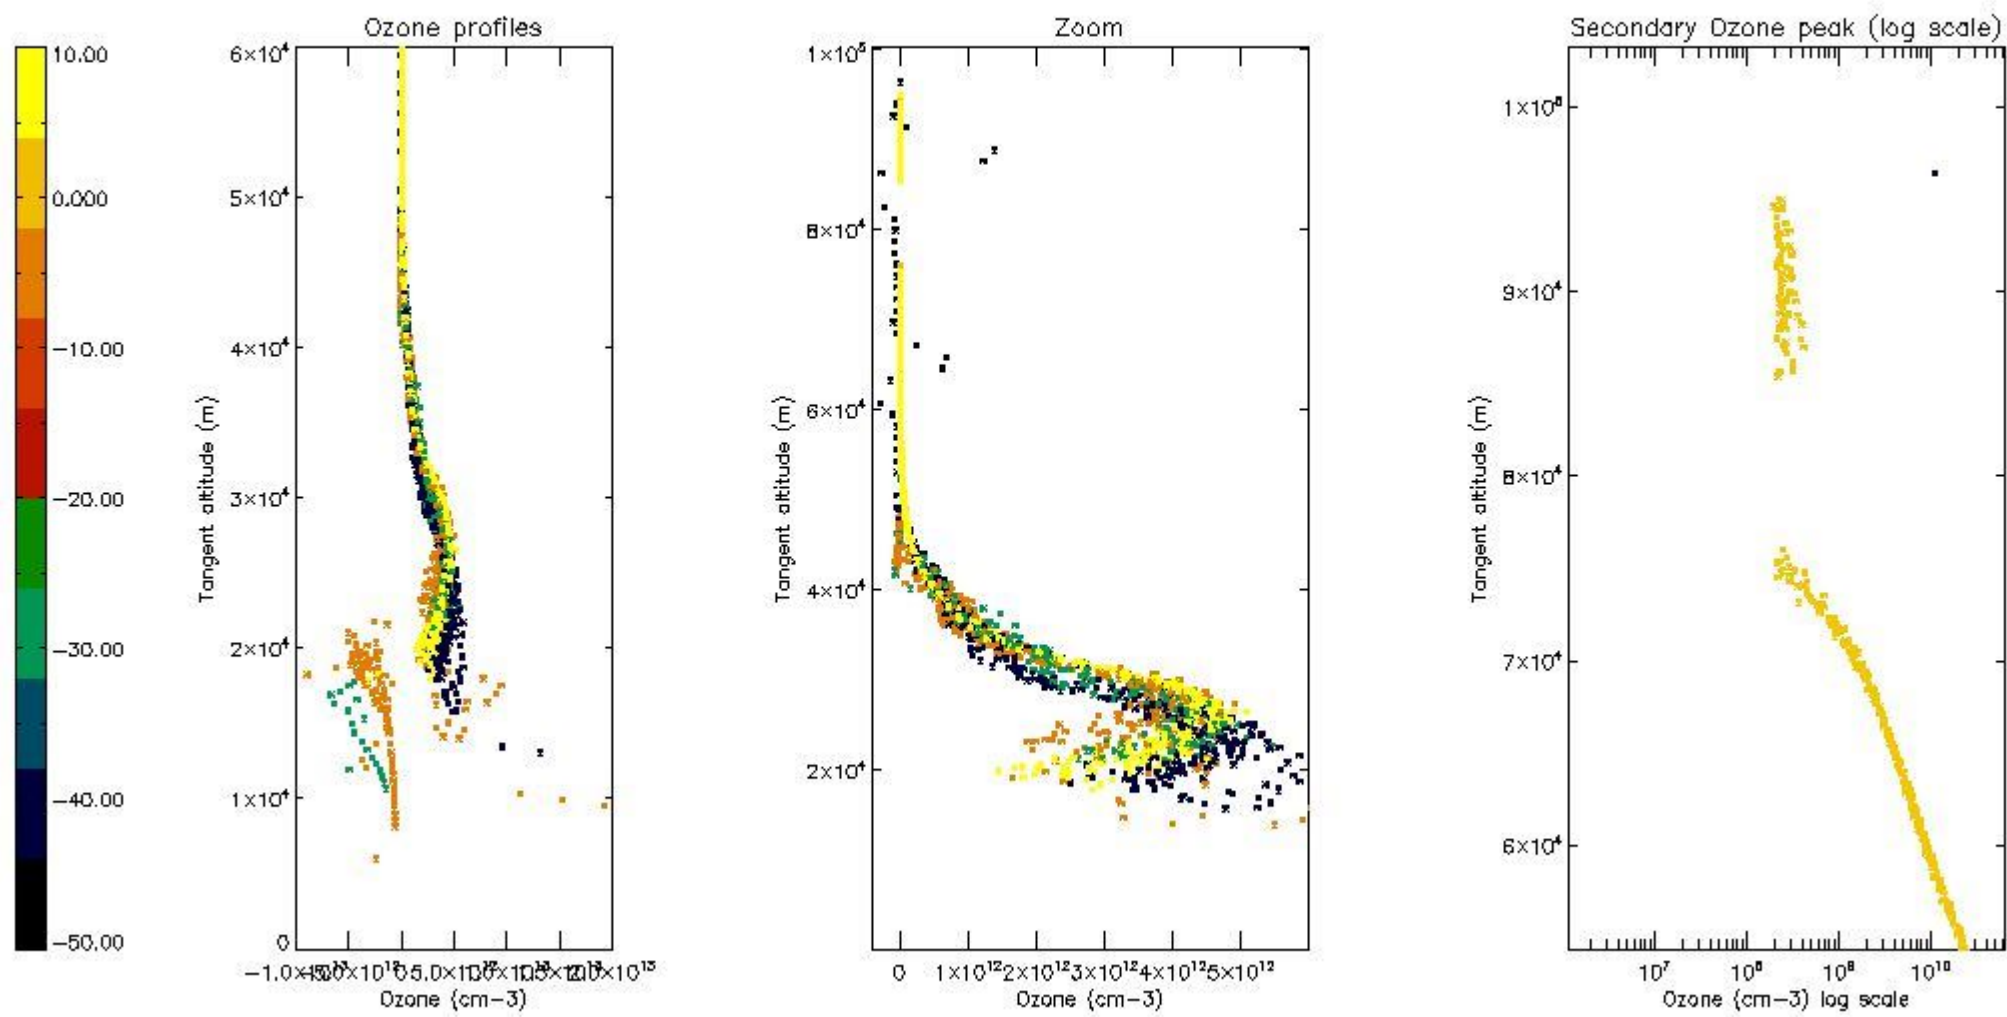 Ozone profiles
Zoom
Secondary Ozone peak (log scale)
10.00
0.000
−10.00
−20.00
−30.00
−40.00
−50.00
6×10⁴
5×10⁴
4×10⁴
3×10⁴
2×10⁴
1×10⁴
0
Tangent altitude (m)
Ozone (cm−3)
1×10⁵
8×10⁴
6×10⁴
4×10⁴
2×10⁴
Tangent altitude (m)
0 1×10¹² 2×10¹² 3×10¹² 4×10¹² 5×10¹²
Ozone (cm−3)
9×10⁴
8×10⁴
7×10⁴
6×10⁴
Tangent altitude (m)
10⁷ 10⁸ 10⁹ 10¹⁰
Ozone (cm−3) log scale